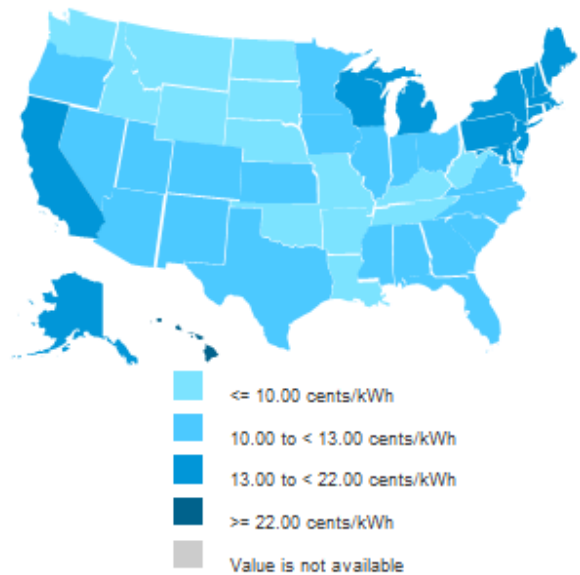 <= 10.00 cents/kWh
10.00 to < 13.00 cents/kWh
13.00 to < 22.00 cents/kWh
>= 22.00 cents/kWh
Value is not available